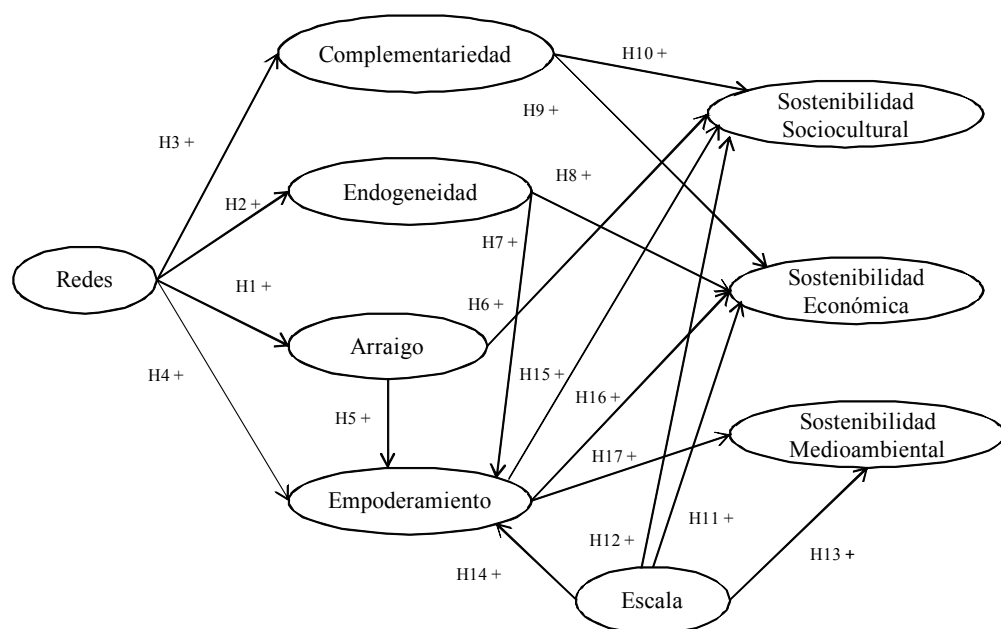 Complementariedad
H10 +
Sostenibilidad
Sociocultural
H9 +
H3 +
Endogeneidad
H8 +
H2 +
H7 +
Redes
H1 +
H6 +
Sostenibilidad
Económica
Arraigo
H4 +
H15 +
H16 +
H5 +
Sostenibilidad
Medioambiental
H17 +
Empoderamiento
H11 +
H12 +
H13 +
H14 +
Escala